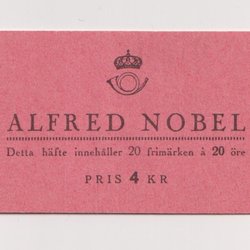 ALFRED NOBEL
Detta häfte innehåller 20 frimärken à 20 öre
PRIS 4 KR